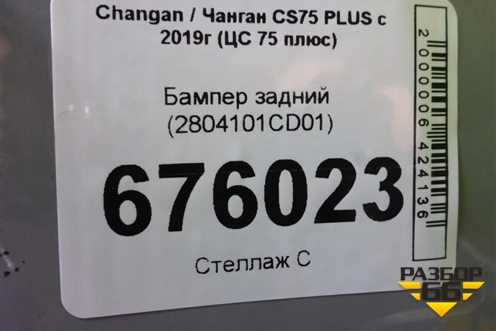 Changan / Чанган CS75 PLUS с
2019г (ЦС 75 плюс)
Бампер задний
(2804101CD01)
676023
Стеллаж С
2000006424136
РАЗБОР
66